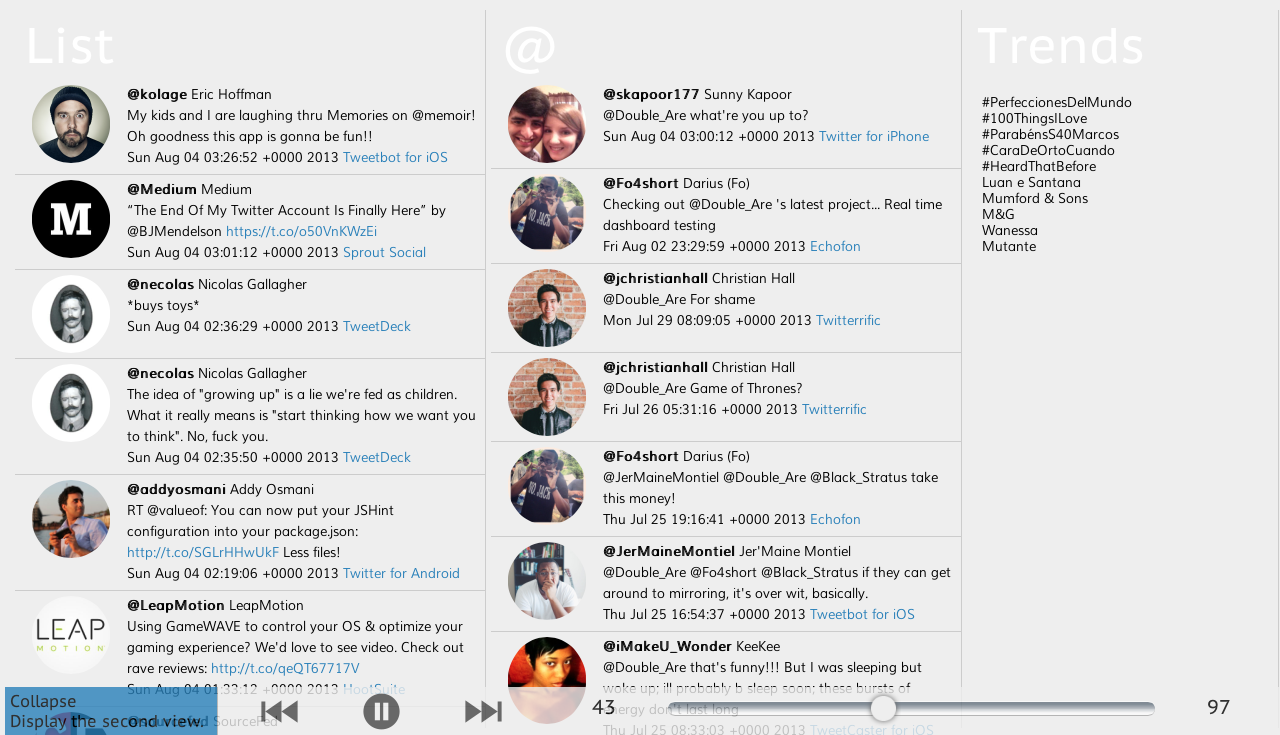 List
@kolage Eric Hoffman
My kids and I are laughing thru Memories on @memoir!
Oh goodness this app is gonna be fun!!
Sun Aug 04 03:26:52 +0000 2013 Tweetbot for iOS
M
@Medium Medium
“The End Of My Twitter Account Is Finally Here” by
@BJMendelson https://t.co/o50VnKWzEi
Sun Aug 04 03:01:12 +0000 2013 Sprout Social
@necolas Nicolas Gallagher
*buys toys*
Sun Aug 04 02:36:29 +0000 2013 TweetDeck
@necolas Nicolas Gallagher
The idea of "growing up" is a lie we're fed as children.
What it really means is "start thinking how we want you
to think". No, fuck you.
Sun Aug 04 02:35:50 +0000 2013 TweetDeck
@addyosmani Addy Osmani
RT @valueof: You can now put your JSHint
configuration into your package.json:
http://t.co/SGLrHHwUkF Less files!
Sun Aug 04 02:19:06 +0000 2013 Twitter for Android
LEAP
MOTION
@LeapMotion LeapMotion
Using GameWAVE to control your OS & optimize your
gaming experience? We'd love to see video. Check out
rave reviews: http://t.co/qeQT67717V
Sun Aug 04 01:33:12 +0000 2013 HootSuite
@
@skapoor177 Sunny Kapoor
@Double_Are what're you up to?
Sun Aug 04 03:00:12 +0000 2013 Twitter for iPhone
@Fo4short Darius (Fo)
Checking out @Double_Are 's latest project... Real time
dashboard testing
Fri Aug 02 23:29:59 +0000 2013 Echofon
@jchristianhall Christian Hall
@Double_Are For shame
Mon Jul 29 08:09:05 +0000 2013 Twitterrific
@jchristianhall Christian Hall
@Double_Are Game of Thrones?
Fri Jul 26 05:31:16 +0000 2013 Twitterrific
@Fo4short Darius (Fo)
@JerMaineMontiel @Double_Are @Black_Stratus take
this money!
Thu Jul 25 19:16:41 +0000 2013 Echofon
@JerMaineMontiel Jer'Maine Montiel
@Double_Are @Fo4short @Black_Stratus if they can get
around to mirroring, it's over wit, basically.
Thu Jul 25 16:54:37 +0000 2013 Tweetbot for iOS
@iMakeU_Wonder KeeKee
@Double_Are that's funny!!! But I was sleeping but
woke up; ill probably b sleep soon; these bursts of
energy don't last long
Thu Jul 25 08:33:03 +0000 2013 TweetCaster for iOS
Trends
#PerfeccionesDelMundo
#100ThingsILove
#ParabénsS40Marcos
#CaraDeOrtoCuando
#HeardThatBefore
Luan e Santana
Mumford & Sons
M&G
Wanessa
Mutante
Collapse
Display the second view.
43
97